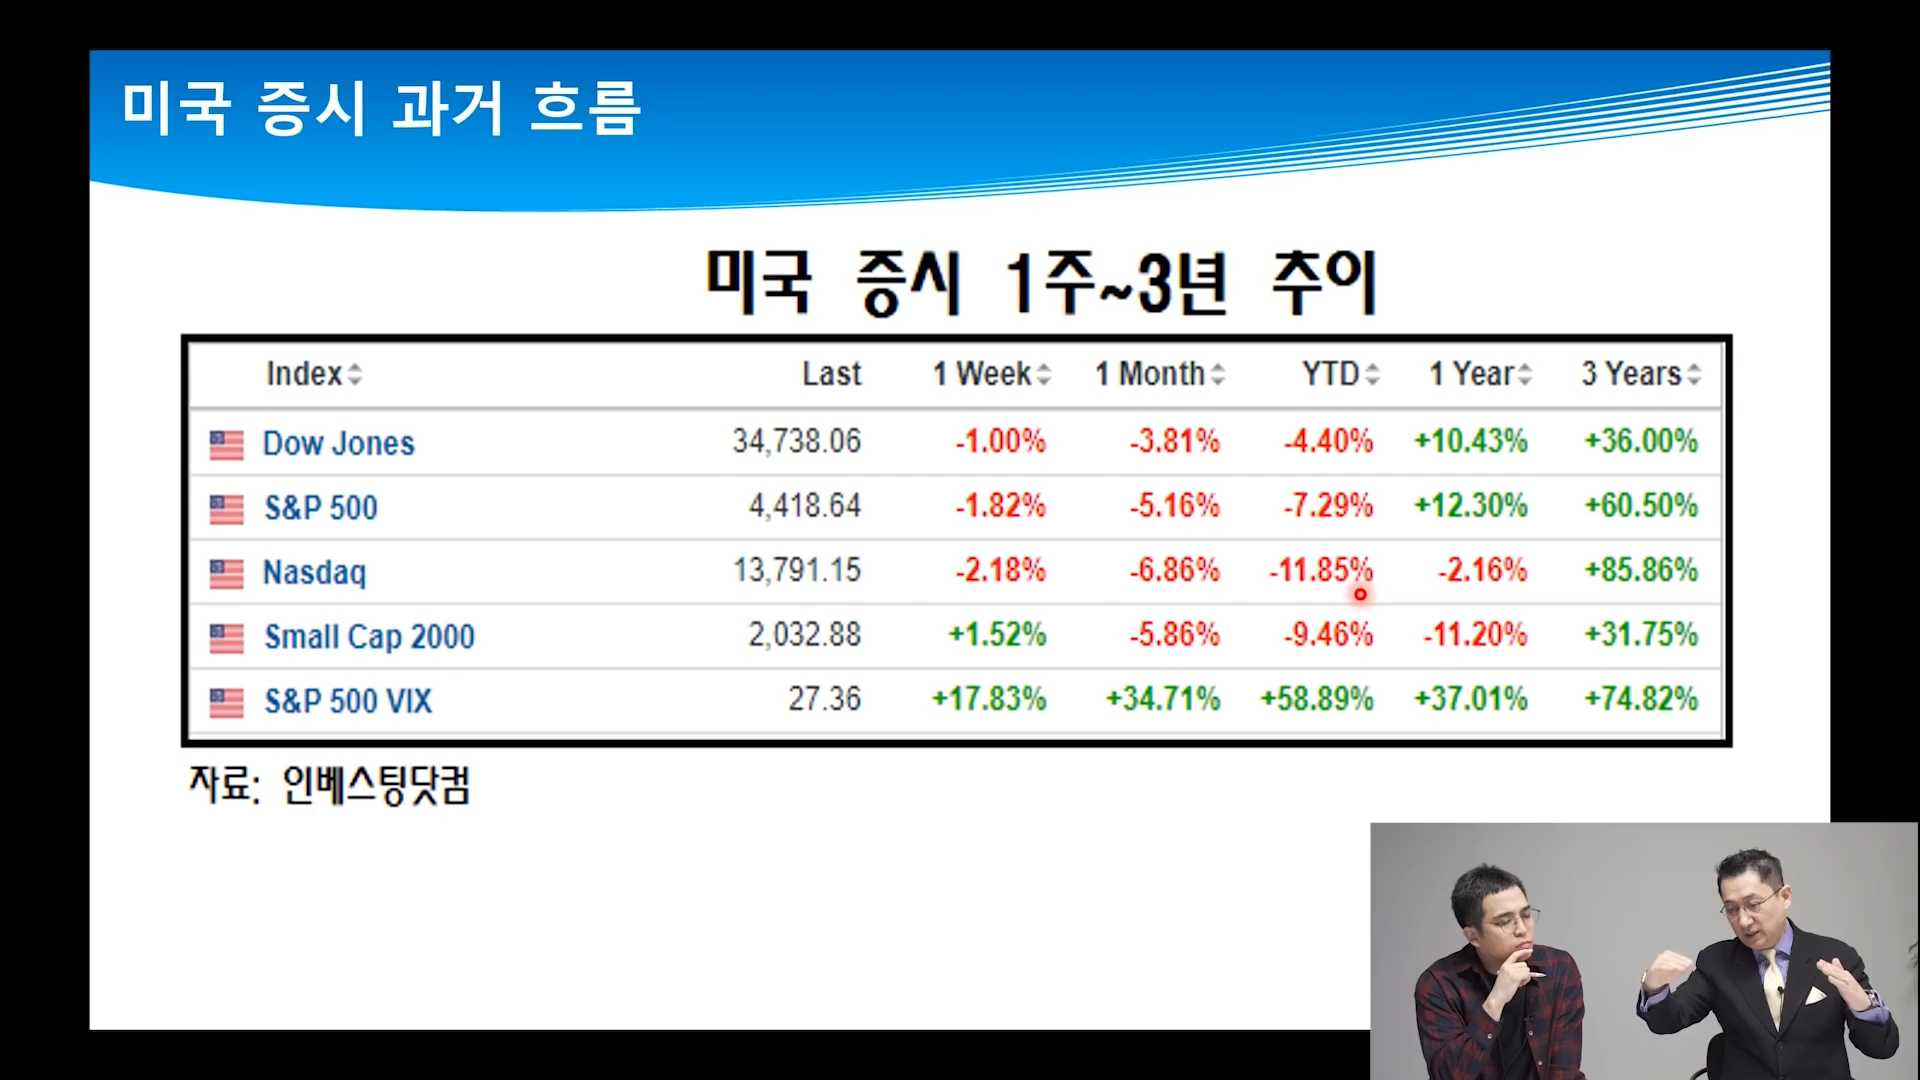 미국 증시 과거 흐름
미국 증시 1주~3년 추이
Index Last 1 Week 1 Month YTD 1 Year 3 Years
Dow Jones 34,738.06 -1.00% -3.81% -4.40% +10.43% +36.00%
S&P 500 4,418.64 -1.82% -5.16% -7.29% +12.30% +60.50%
Nasdaq 13,791.15 -2.18% -6.86% -11.85% -2.16% +85.86%
Small Cap 2000 2,032.88 +1.52% -5.86% -9.46% -11.20% +31.75%
S&P 500 VIX 27.36 +17.83% +34.71% +58.89% +37.01% +74.82%
자료: 인베스팅닷컴